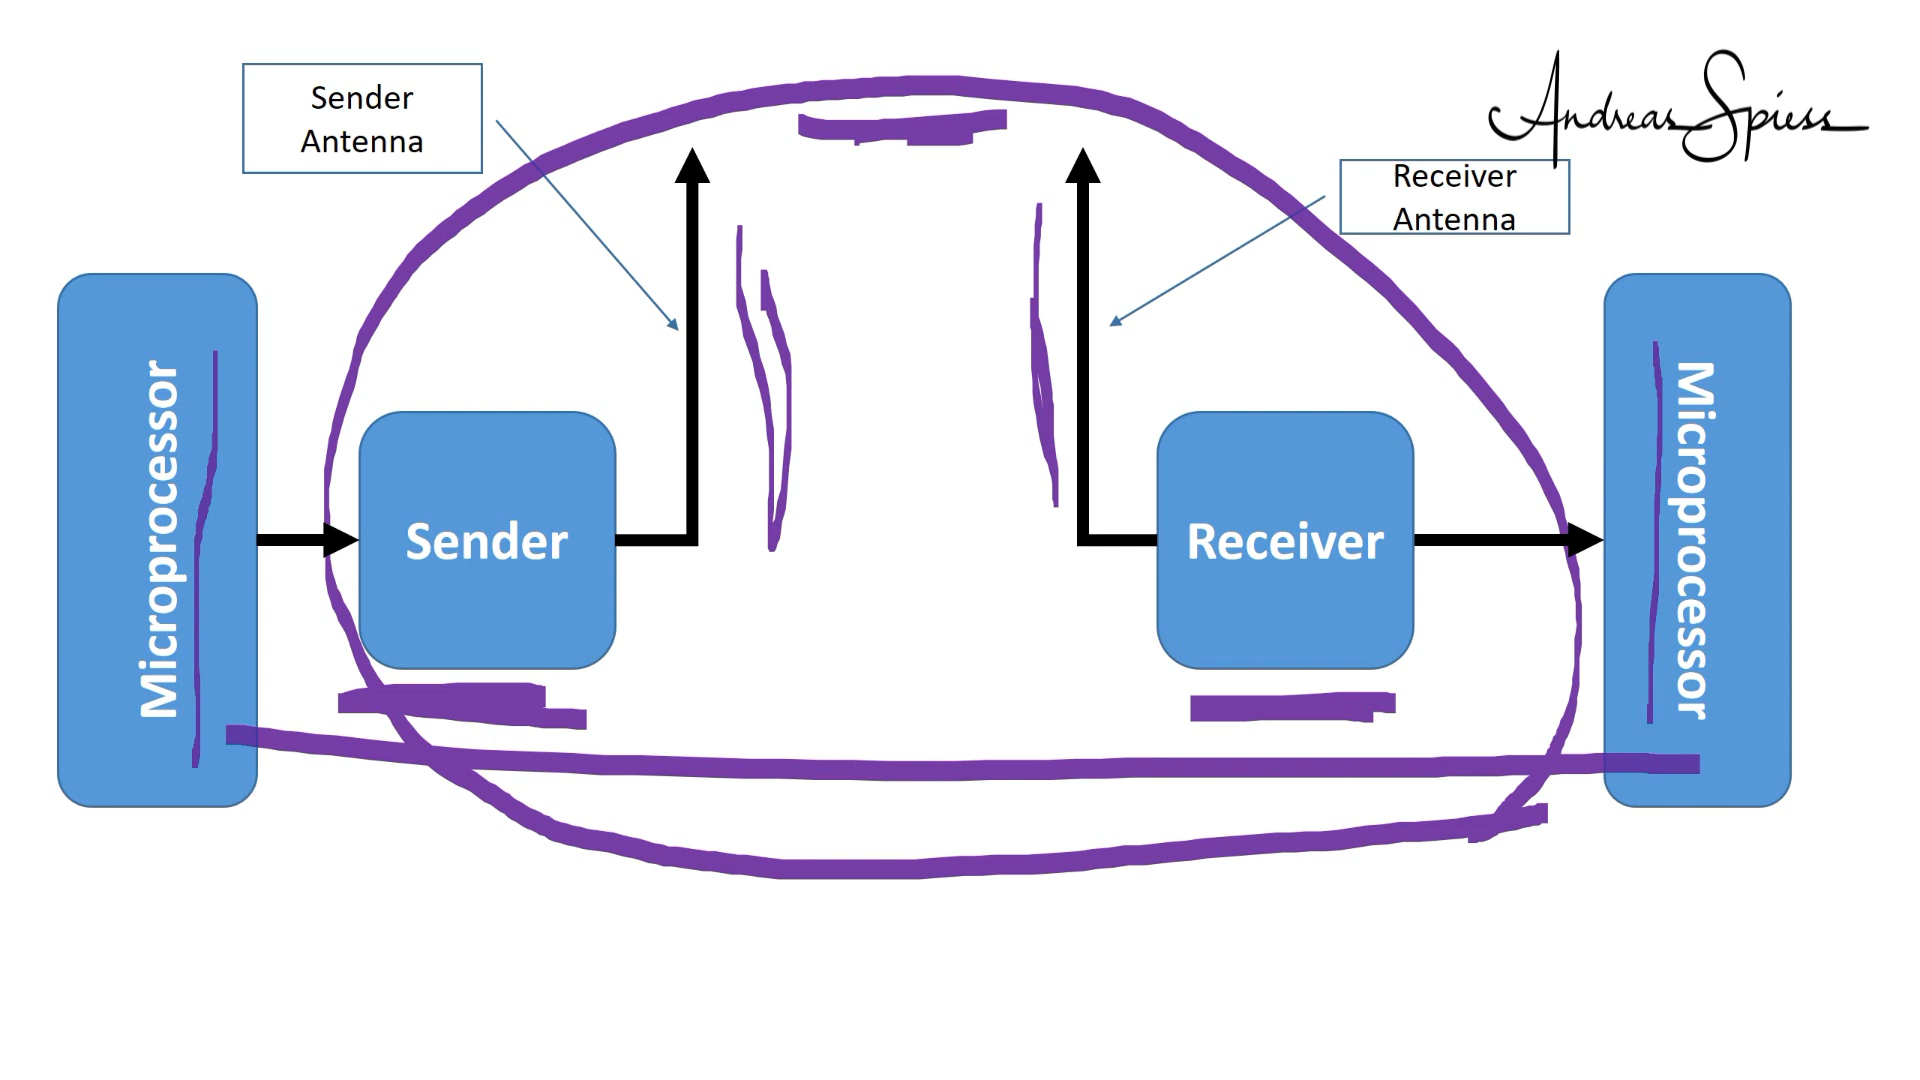 Sender
Antenna
Andreas Spiess
Receiver
Antenna
Microprocessor
Sender
Receiver
Microprocessor